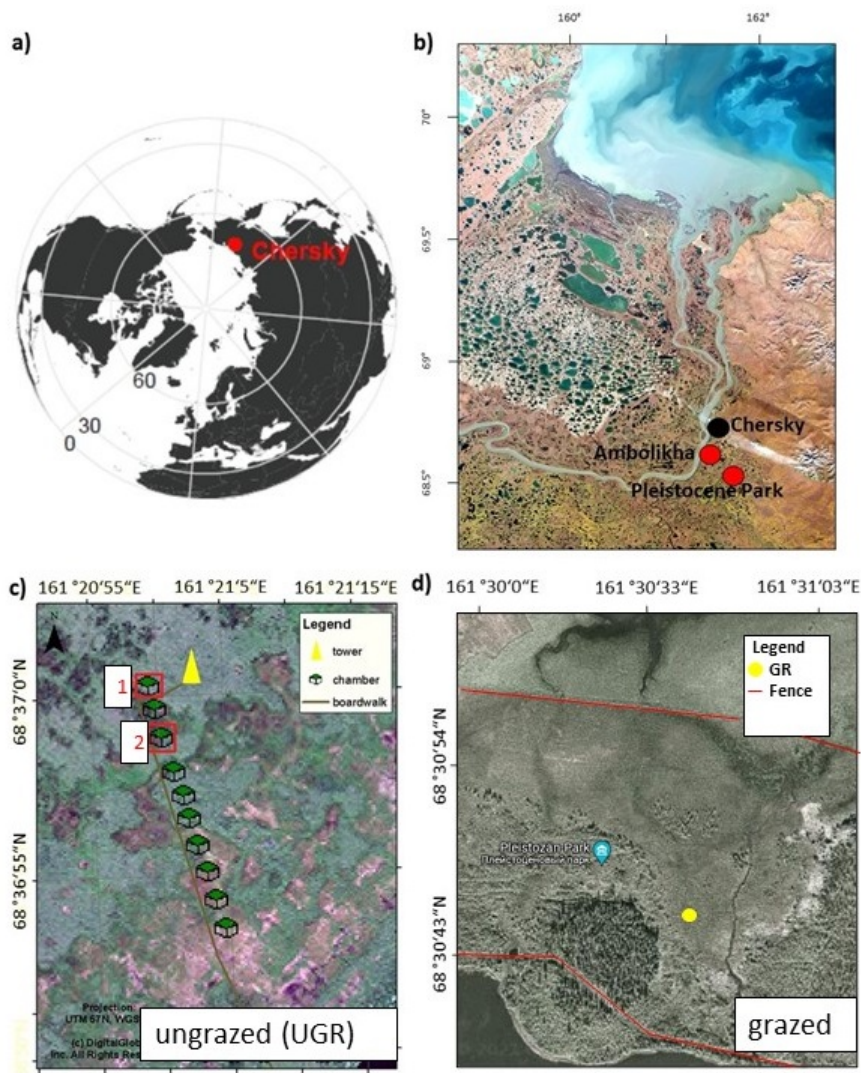 a)
Chersky
60
30
0
b)
160° 162°
70°
69.5°
69°
68.5°
Chersky
Ambolikha
Pleistocene Park
c)
161 °20'55“E 161 °21'5“E 161 °21'15“E
68 °37'0“N
68 °36'55“N
N
Legend
tower
chamber
boardwalk
1
2
Projection:
UTM 57N, WGS
(c) DigitalGlob
Inc. All Rights Res
ungrazed (UGR)
d)
161 °30'0“E 161 °30'33“E 161 °31'03“E
68 °30'54“N
68 °30'43“N
Legend
GR
Fence
Pleistozan Park
Плейстоценовый парк
grazed